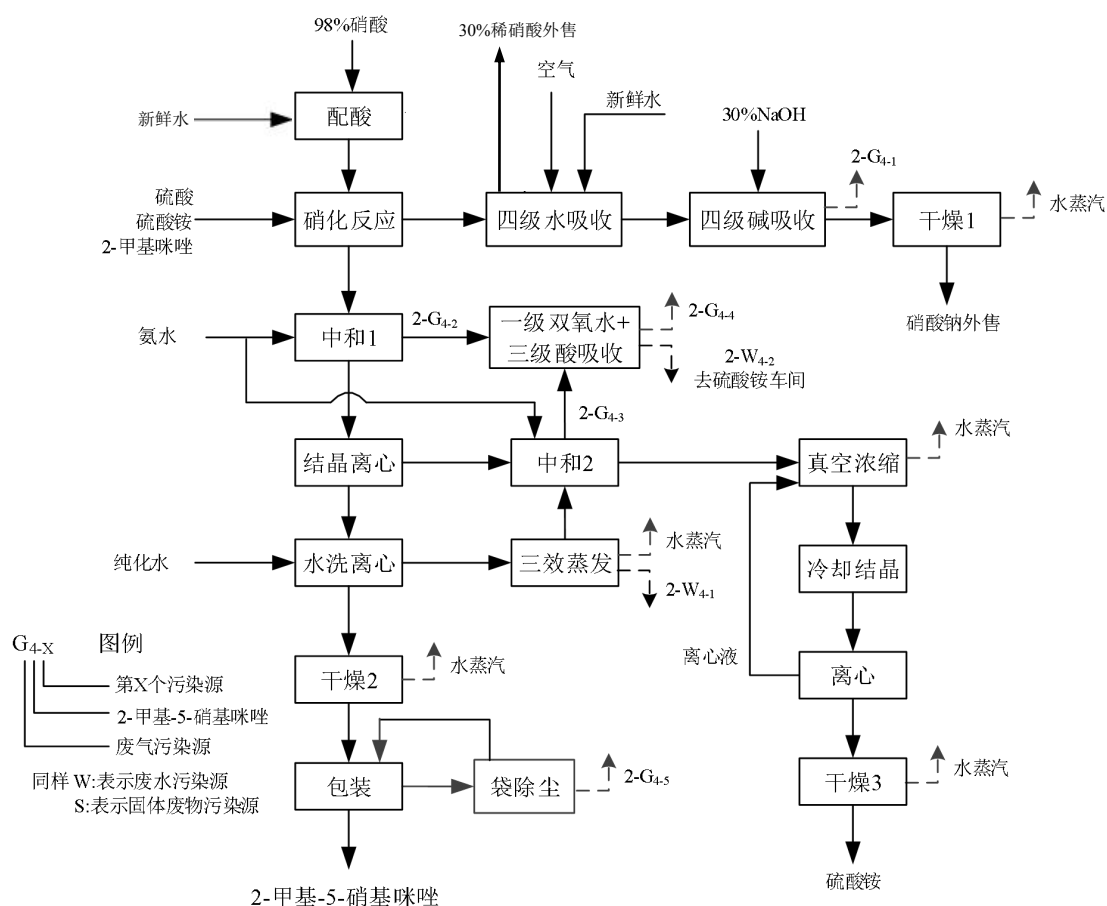 98%硝酸
30%稀硝酸外售
空气
新鲜水
30%NaOH
新鲜水
配酸
2-G4-1
水蒸汽
硫酸
硫酸铵
2-甲基咪唑
硝化反应
四级水吸收
四级碱吸收
干燥1
硝酸钠外售
氨水
中和1
2-G4-2
一级双氧水+
三级酸吸收
2-G4-4
2-W4-2
去硫酸铵车间
2-G4-3
结晶离心
中和2
真空浓缩
水蒸汽
纯化水
水洗离心
三效蒸发
水蒸汽
2-W4-1
冷却结晶
G4-X 图例
第X个污染源
2-甲基-5-硝基咪唑
废气污染源
同样 W:表示废水污染源
S:表示固体废物污染源
干燥2
水蒸汽
离心液
离心
包装
袋除尘
2-G4-5
干燥3
水蒸汽
硫酸铵
2-甲基-5-硝基咪唑